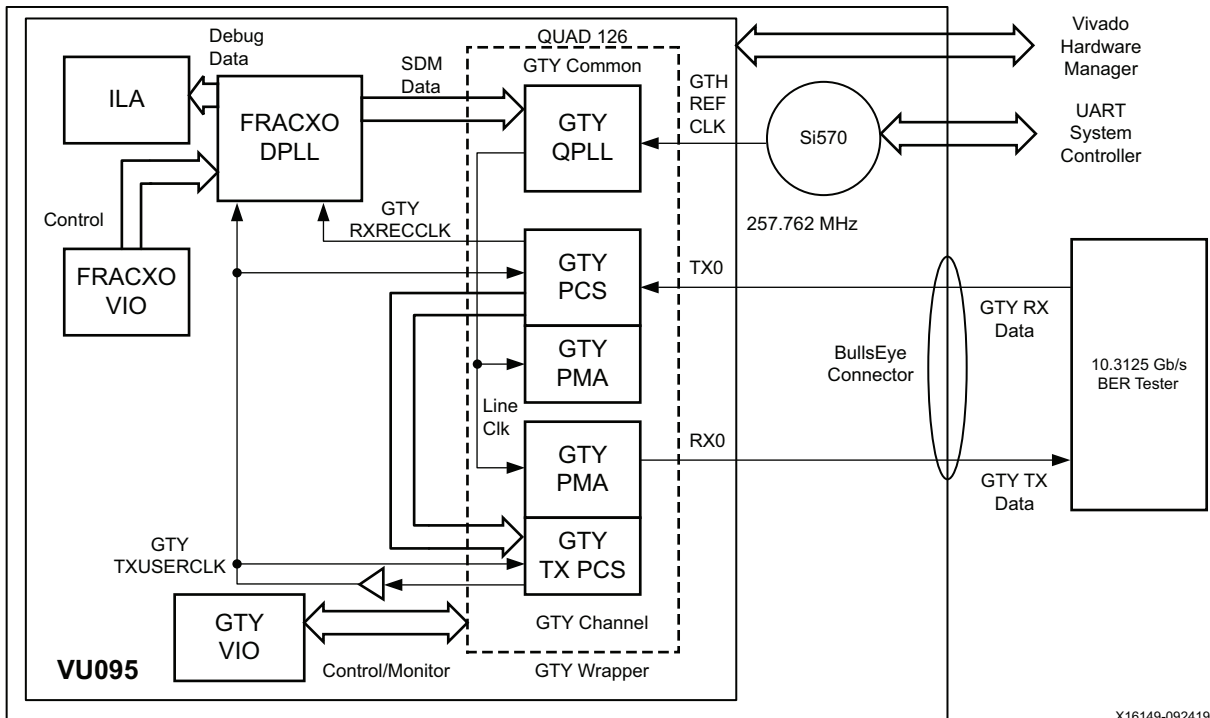 Debug
Data
ILA
FRACXO
DPLL
SDM
Data
QUAD 126
GTY Common
GTY
QPLL
GTH
REF
CLK
Si570
257.762 MHz
Vivado
Hardware
Manager
UART
System
Controller
Control
FRACXO
VIO
GTY
RXRECCLK
GTY
PCS
GTY
PMA
TX0
GTY RX
Data
BullsEye
Connector
10.3125 Gb/s
BER Tester
Line
Clk
GTY
PMA
RX0
GTY TX
Data
GTY
TX PCS
GTY
TXUSERCLK
GTY
VIO
Control/Monitor
GTY Channel
GTY Wrapper
VU095
X16149-092419